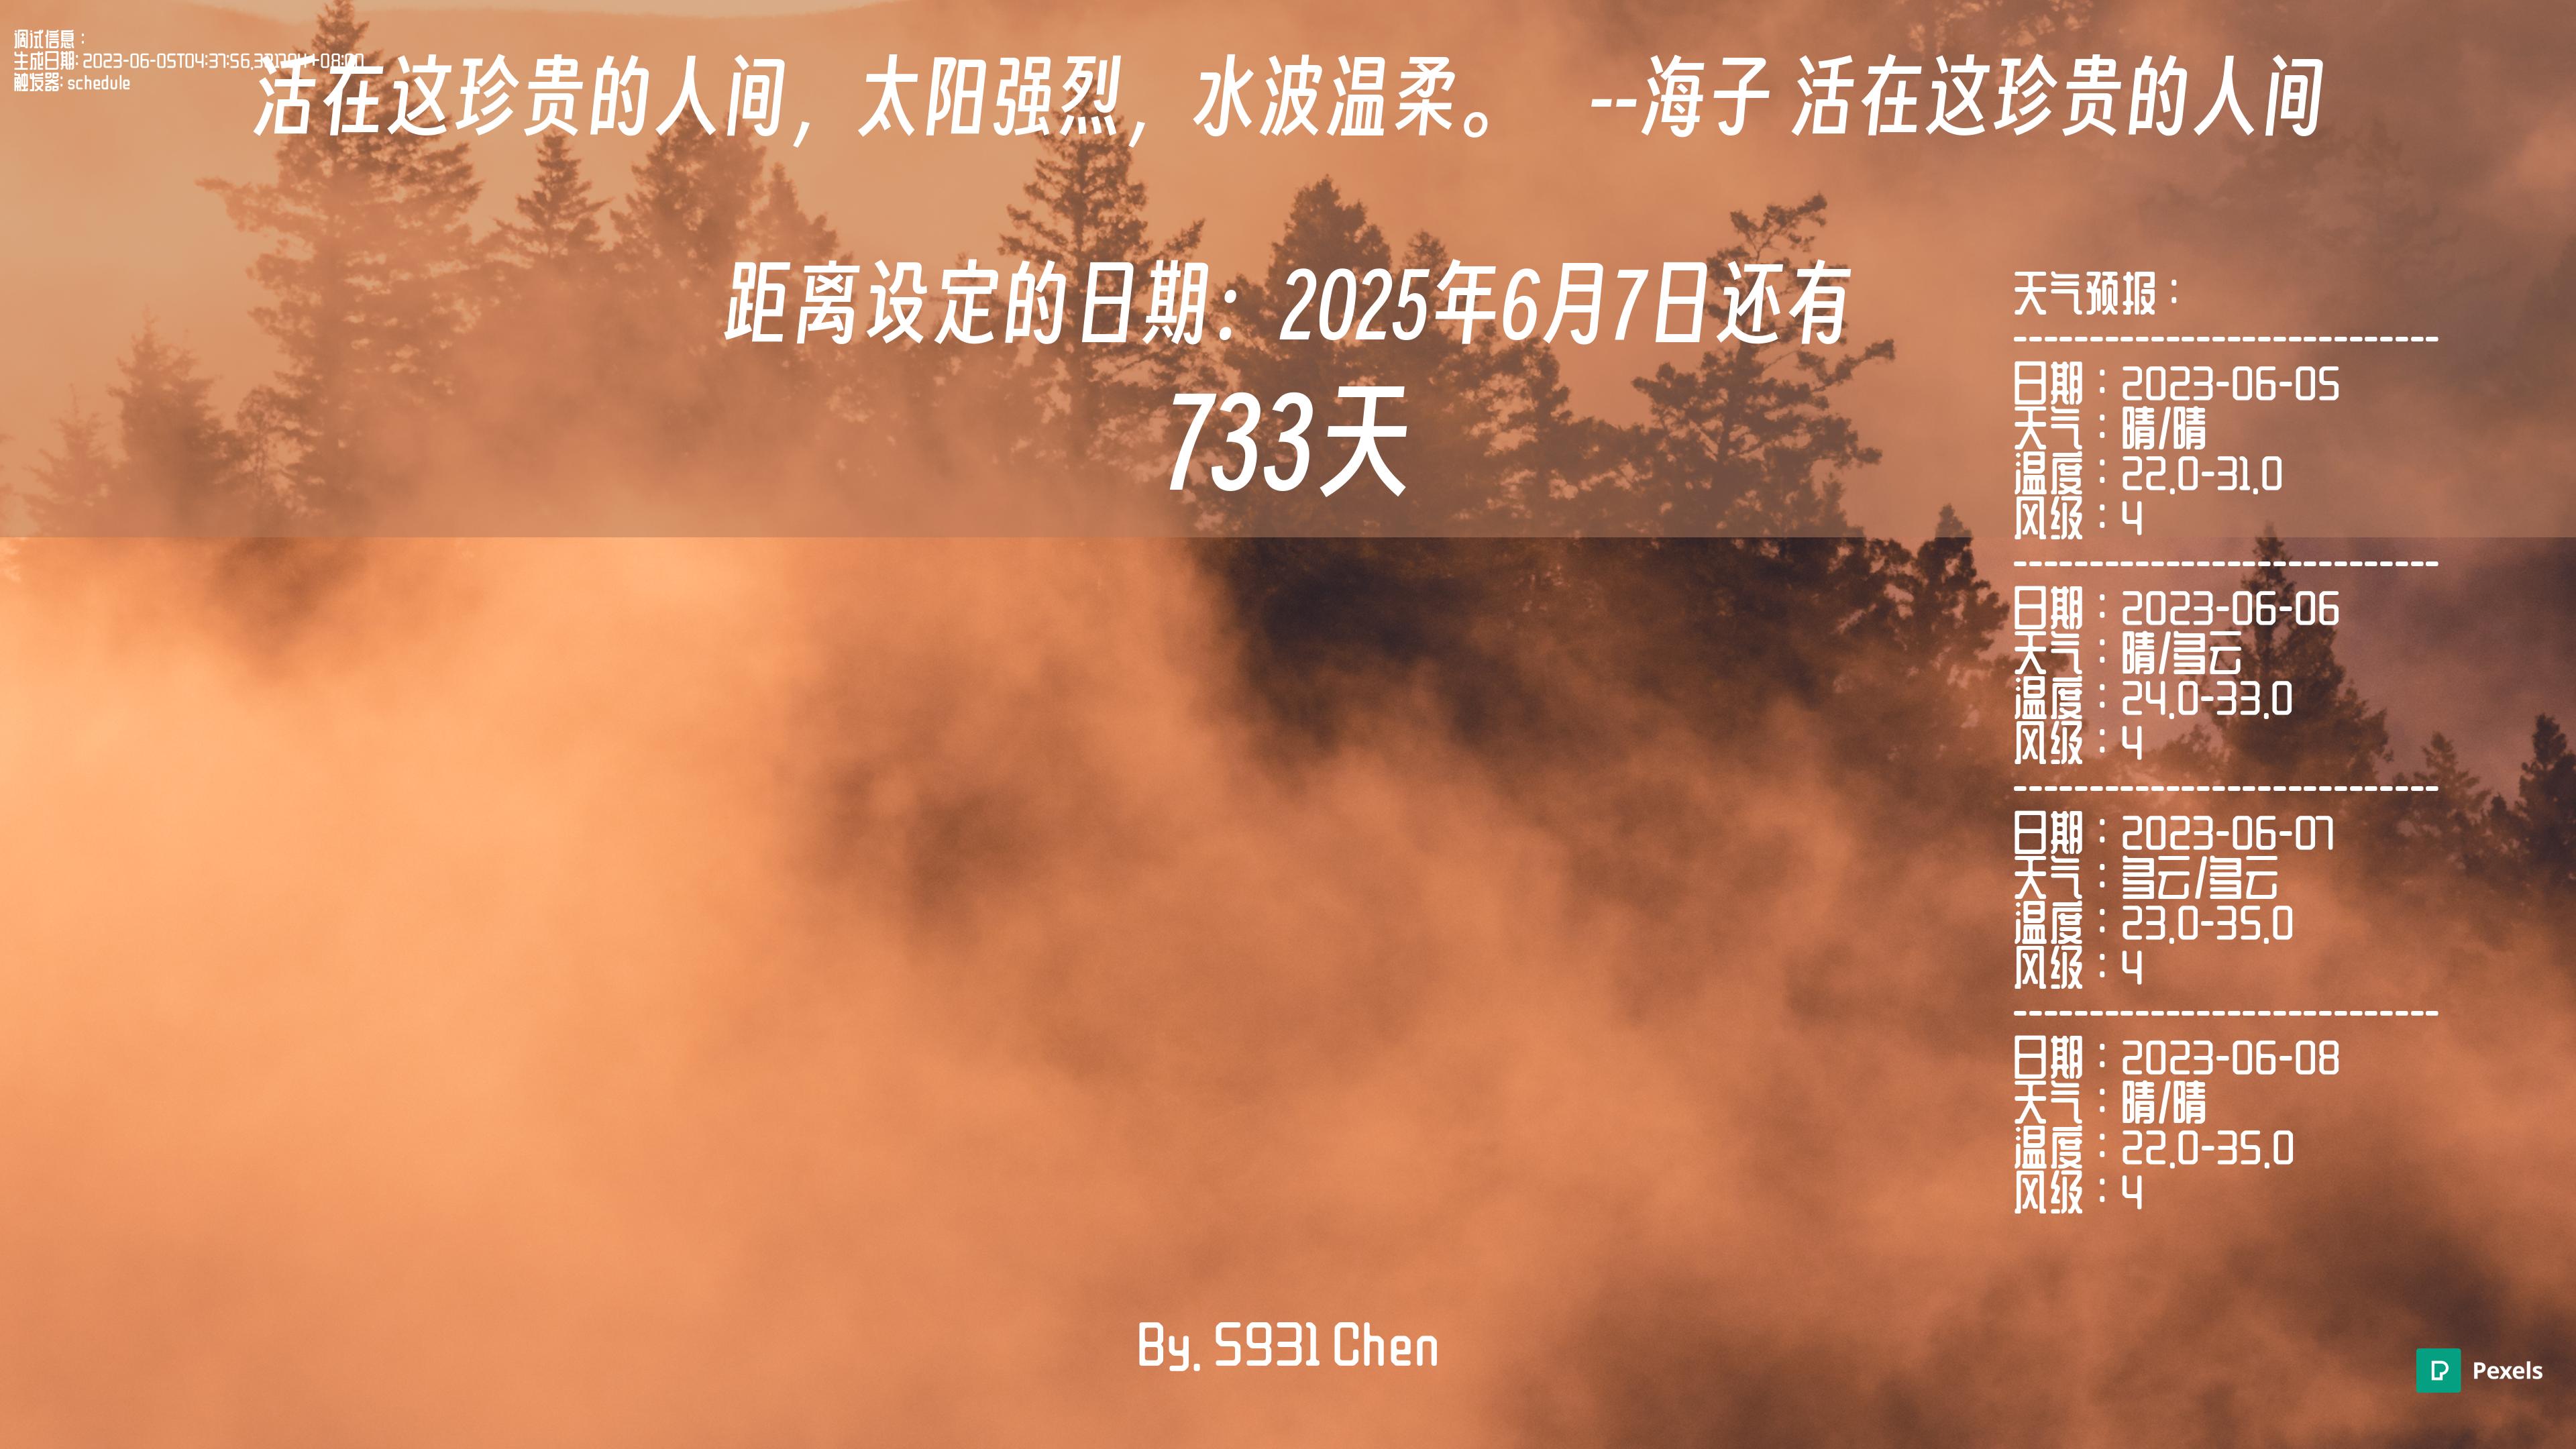 调试信息：
生成日期: 2023-06-05T04:37:56
触发器: schedule
活在这珍贵的人间，太阳强烈，水波温柔。 --海子 活在这珍贵的人间
距离设定的日期：2025年6月7日还有
733天
天气预报：
----------------------------
日期：2023-06-05
天气：晴/晴
温度：22.0-31.0
风级：4
----------------------------
日期：2023-06-06
天气：晴/多云
温度：24.0-33.0
风级：4
----------------------------
日期：2023-06-07
天气：多云/多云
温度：23.0-35.0
风级：4
----------------------------
日期：2023-06-08
天气：晴/晴
温度：22.0-35.0
风级：4
By. S931 Chen
Pexels